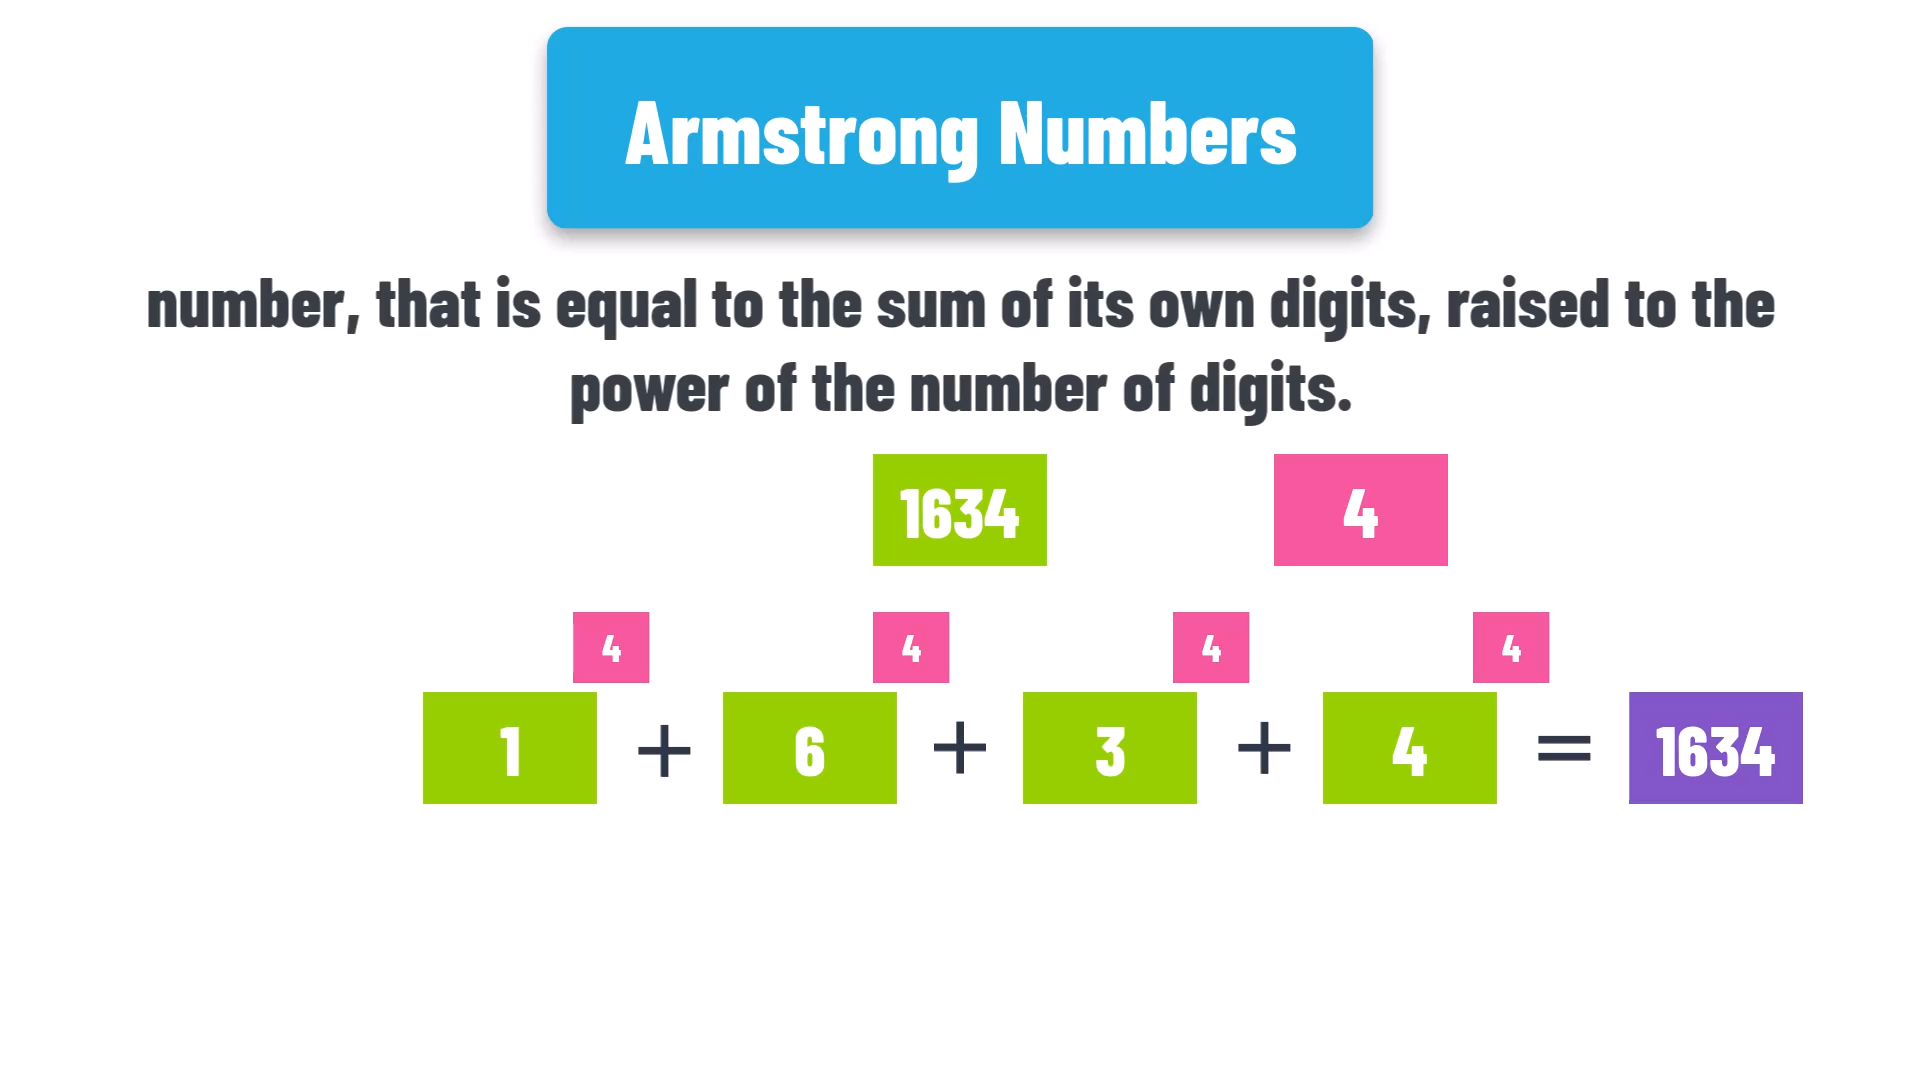 Armstrong Numbers
number, that is equal to the sum of its own digits, raised to the
power of the number of digits.
1634 4
4 4 4 4
1 + 6 + 3 + 4 = 1634